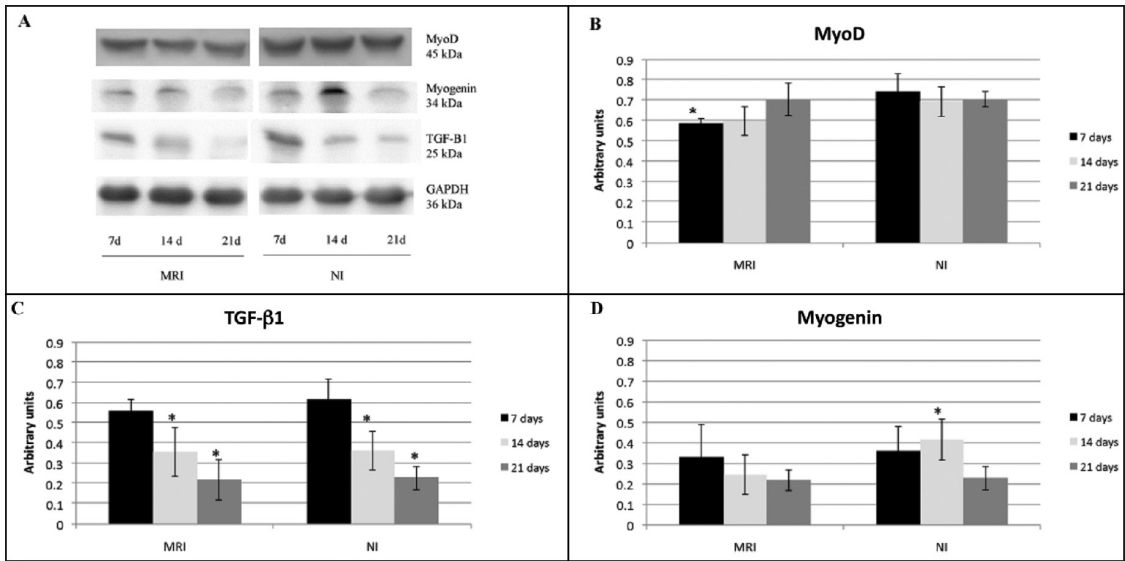 A
MyoD
45 kDa
Myogenin
34 kDa
TGF-B1
25 kDa
GAPDH
36 kDa
7d 14 d 21d 7d 14 d 21d
MRI NI
B
MyoD
Arbitrary units
0.9
0.8
0.7
0.6
0.5
0.4
0.3
0.2
0.1
0
*
MRI NI
7 days
14 days
21 days
C
TGF-β1
Arbitrary units
0.9
0.8
0.7
0.6
0.5
0.4
0.3
0.2
0.1
0
* * * *
MRI NI
7 days
14 days
21 days
D
Myogenin
Arbitrary units
0.9
0.8
0.7
0.6
0.5
0.4
0.3
0.2
0.1
0
*
MRI NI
7 days
14 days
21 days